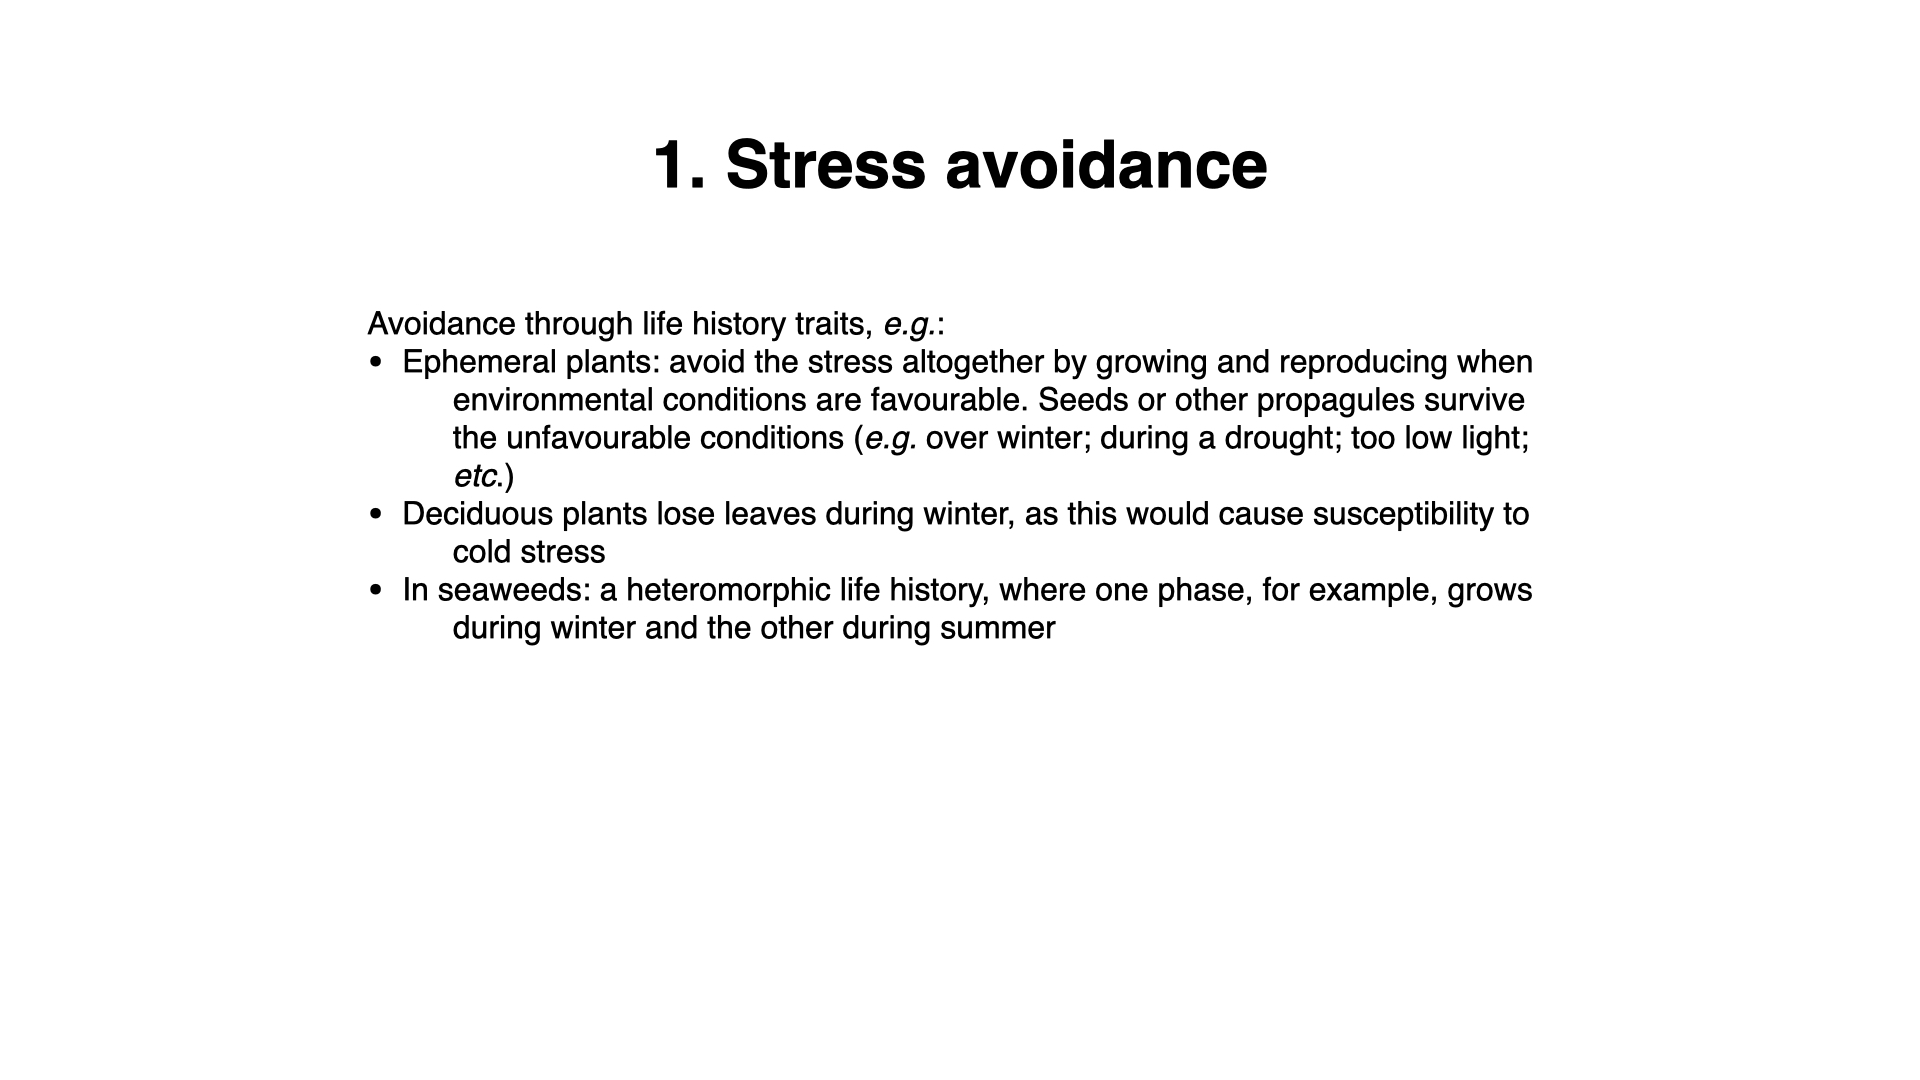 1. Stress avoidance
Avoidance through life history traits, e.g.:
• Ephemeral plants: avoid the stress altogether by growing and reproducing when
environmental conditions are favourable. Seeds or other propagules survive
the unfavourable conditions (e.g. over winter; during a drought; too low light;
etc.)
• Deciduous plants lose leaves during winter, as this would cause susceptibility to
cold stress
• In seaweeds: a heteromorphic life history, where one phase, for example, grows
during winter and the other during summer